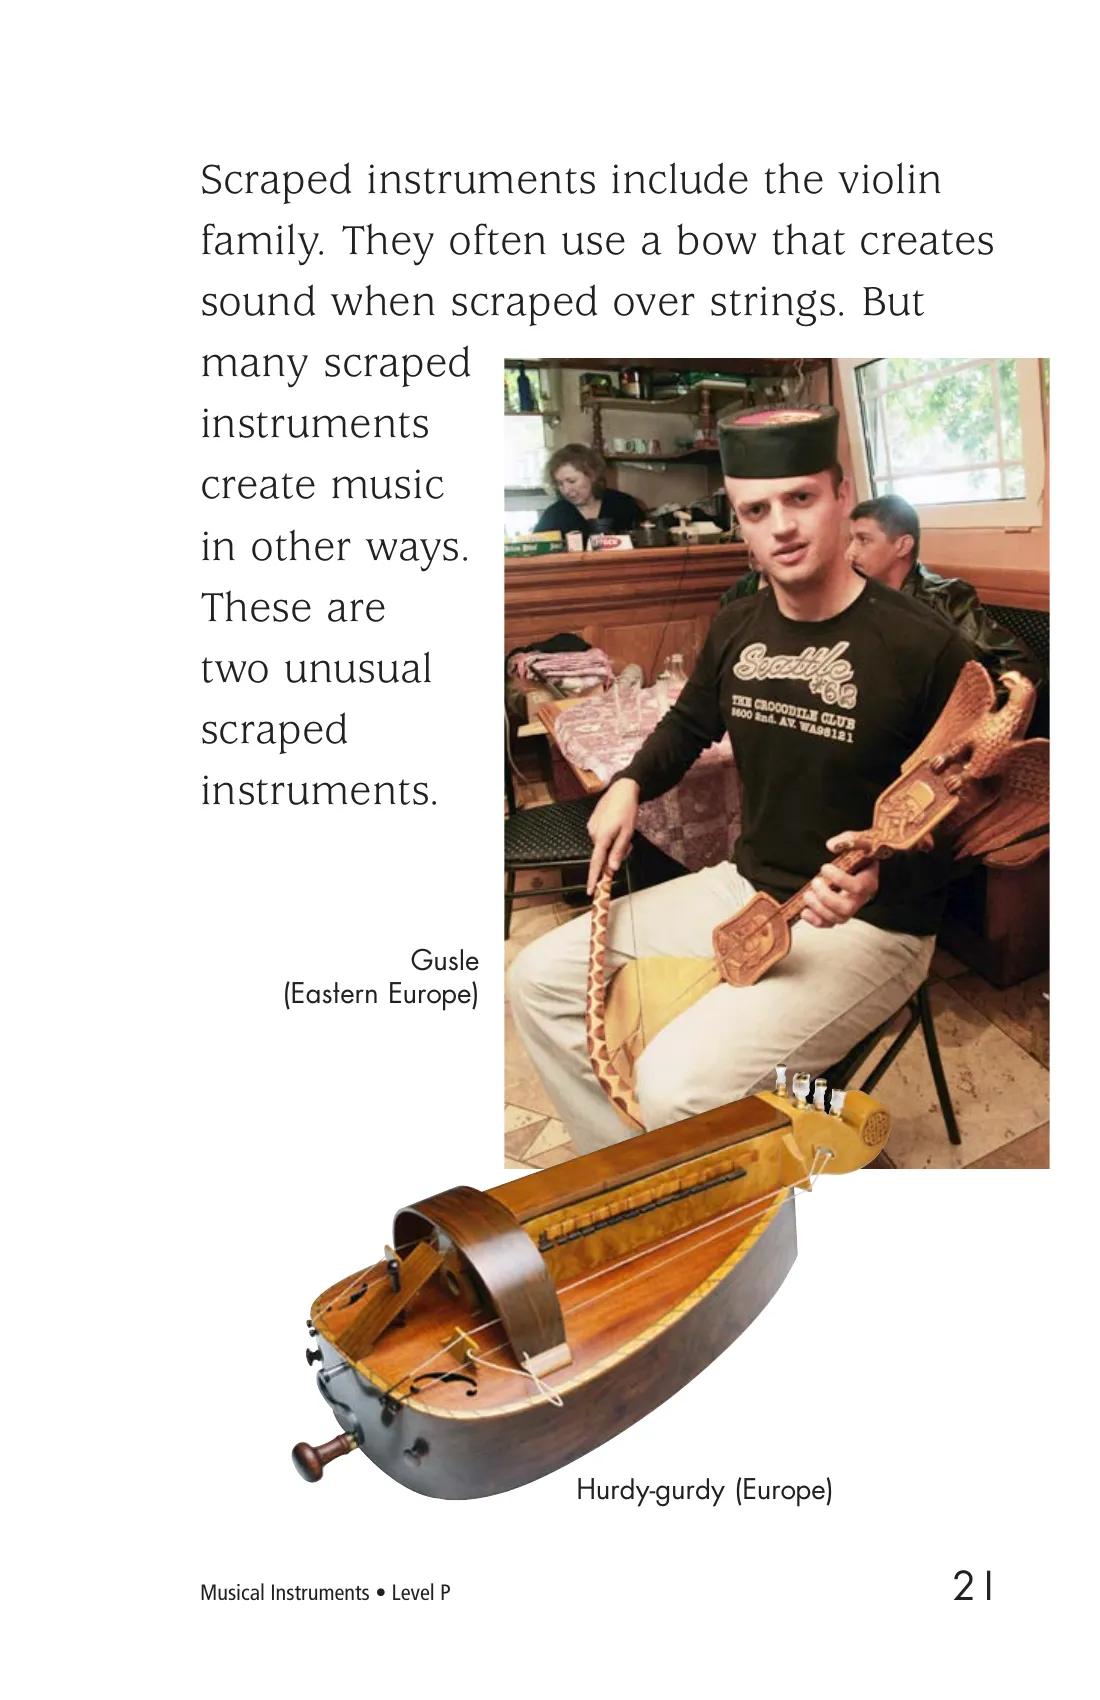 Scraped instruments include the violin
family. They often use a bow that creates
sound when scraped over strings. But
many scraped
instruments
create music
in other ways.
These are
two unusual
scraped
instruments.
Seattle
#62
THE CROCODILE CLUB
2nd. AV. WA98121
Gusle
(Eastern Europe)
Hurdy-gurdy (Europe)
Musical Instruments • Level P
21